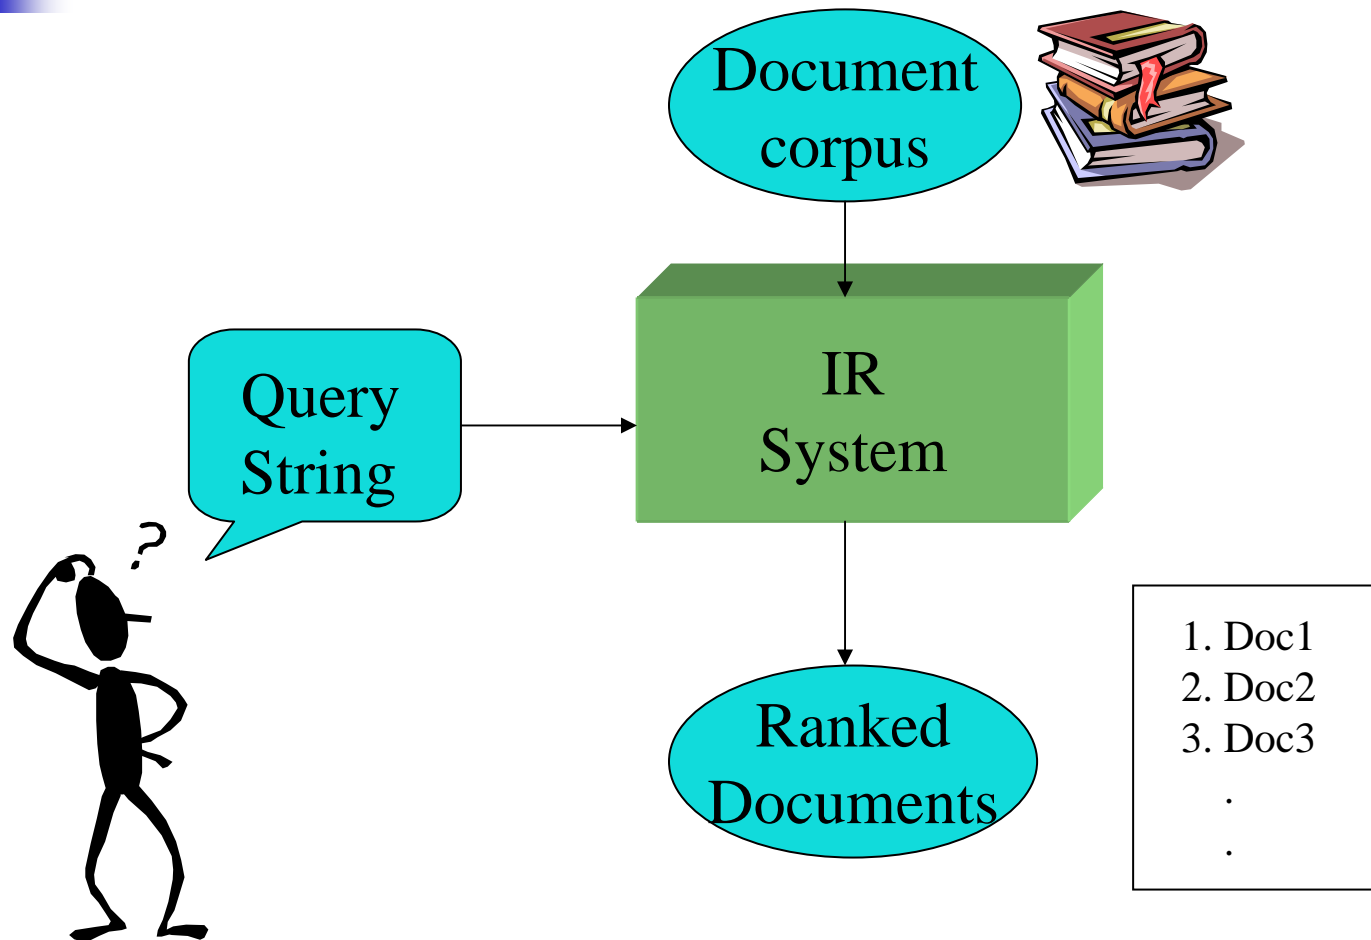 Document
corpus
IR
System
Query
String
?
Ranked
Documents
1. Doc1
2. Doc2
3. Doc3
.
.